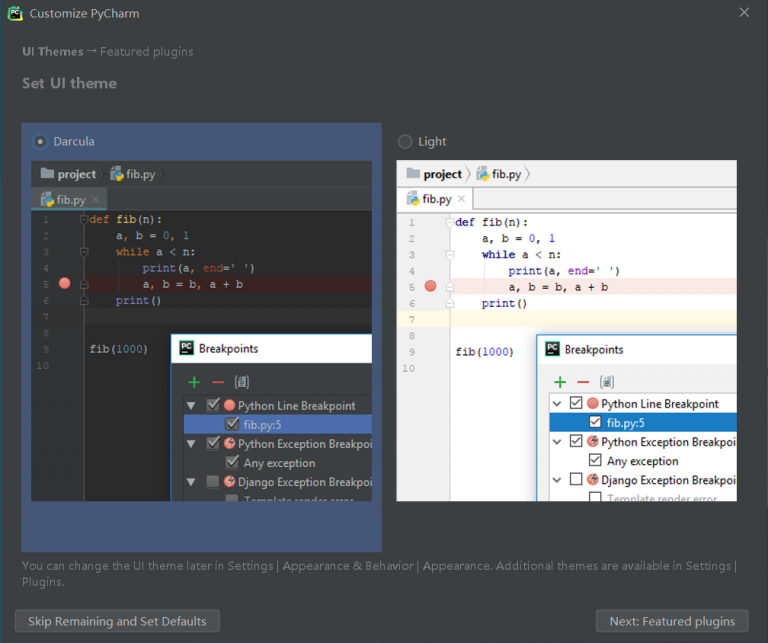 Customize PyCharm
UI Themes → Featured plugins
Set UI theme
Darcula
project fib.py
fib.py
1 def fib(n):
2 a, b = 0, 1
3 while a < n:
4 print(a, end=' ')
5 a, b = b, a + b
6 print()
7
8
9 fib(1000)
10
PC Breakpoints
Python Line Breakpoint
fib.py:5
Python Exception Breakpoi
Any exception
Django Exception Breakpoi
Template render error
Light
project fib.py
fib.py
1 def fib(n):
2 a, b = 0, 1
3 while a < n:
4 print(a, end=' ')
5 a, b = b, a + b
6 print()
7
8
9 fib(1000)
10
PC Breakpoints
Python Line Breakpoint
fib.py:5
Python Exception Breakpoi
Any exception
Django Exception Breakpoi
Template render error
You can change the UI theme later in Settings | Appearance & Behavior | Appearance. Additional themes are available in Settings |
Plugins.
Skip Remaining and Set Defaults
Next: Featured plugins